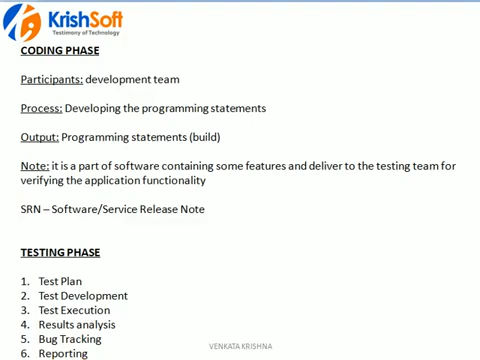 KrishSoft
Testimony of Technology
CODING PHASE
Participants: development team
Process: Developing the programming statements
Output: Programming statements (build)
Note: it is a part of software containing some features and deliver to the testing team for
verifying the application functionality
SRN – Software/Service Release Note
TESTING PHASE
1. Test Plan
2. Test Development
3. Test Execution
4. Results analysis
5. Bug Tracking
6. Reporting
VENKATA KRISHNA